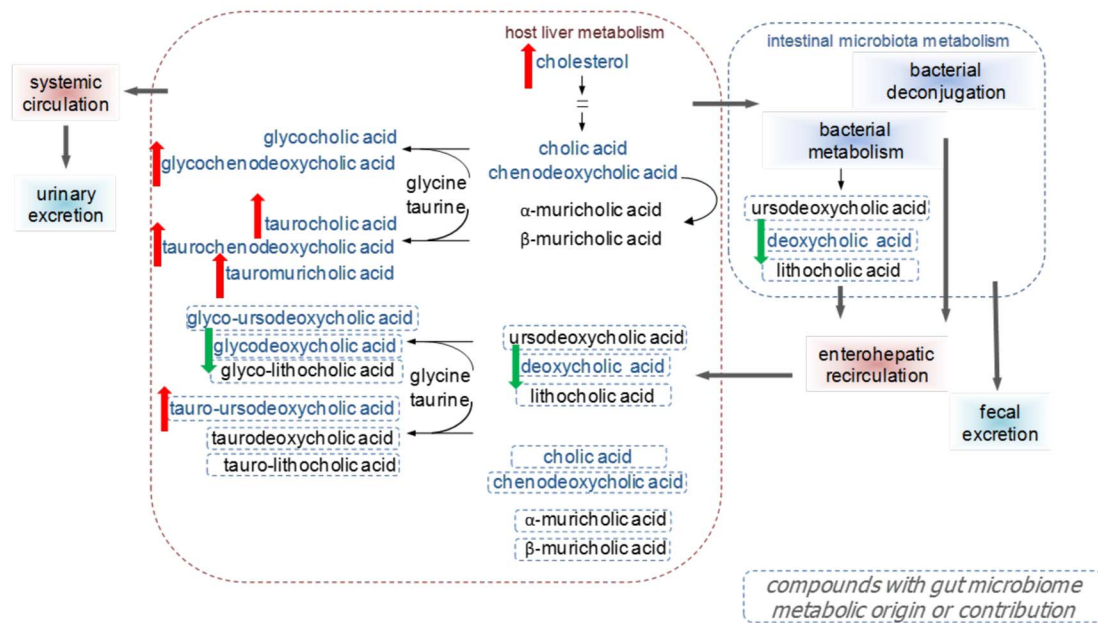 host liver metabolism
cholesterol
intestinal microbiota metabolism
bacterial
deconjugation
bacterial
metabolism
systemic
circulation
urinary
excretion
glycocholic acid
glycochenodeoxycholic acid
glycine
taurine
taurocholic acid
taurochenodeoxycholic acid
tauromuricholic acid
cholic acid
chenodeoxycholic acid
α-muricholic acid
β-muricholic acid
ursodeoxycholic acid
deoxycholic acid
lithocholic acid
glyco-ursodeoxycholic acid
glycodeoxycholic acid
glyco-lithocholic acid
glycine
taurine
tauro-ursodeoxycholic acid
taurodeoxycholic acid
tauro-lithocholic acid
ursodeoxycholic acid
deoxycholic acid
lithocholic acid
enterohepatic
recirculation
fecal
excretion
cholic acid
chenodeoxycholic acid
α-muricholic acid
β-muricholic acid
compounds with gut microbiome
metabolic origin or contribution